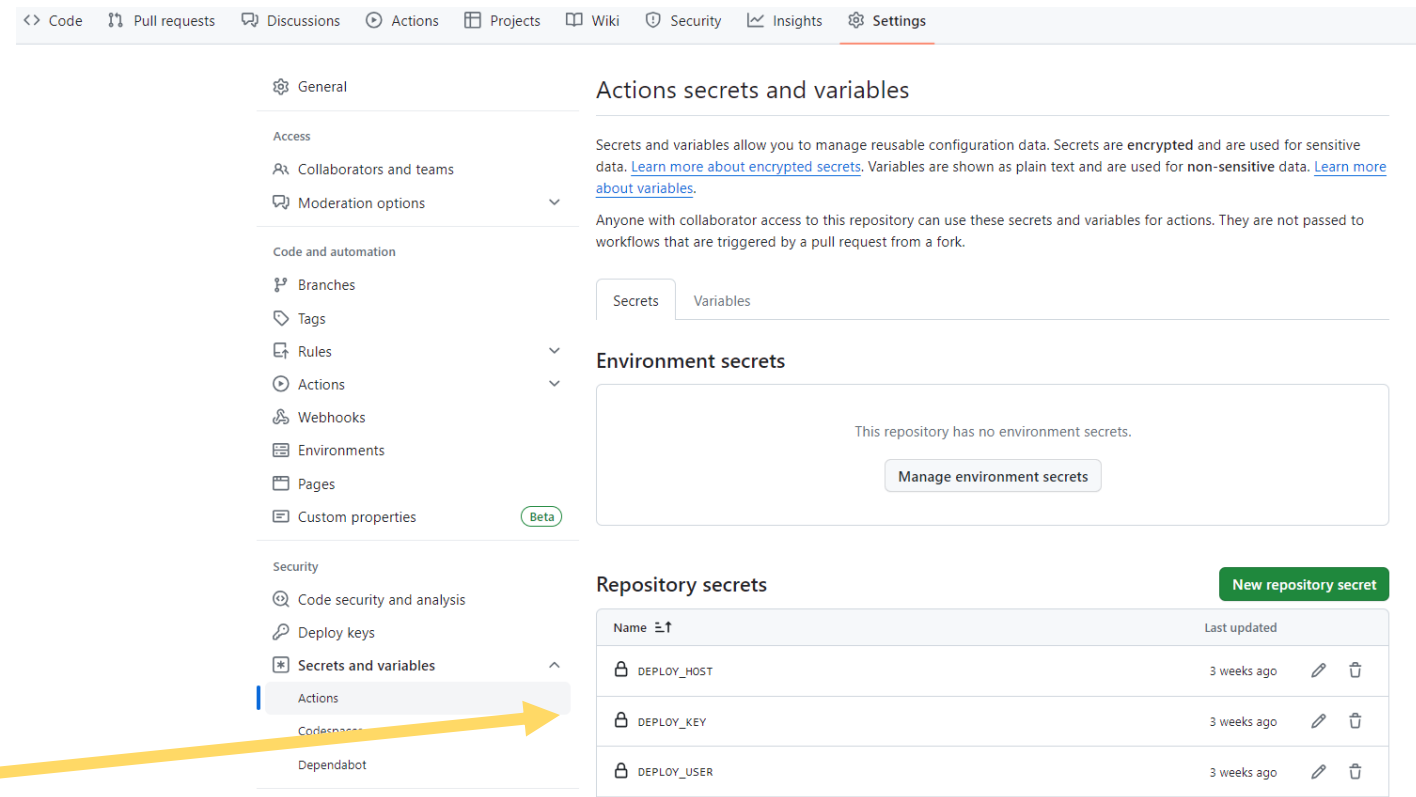 Code Pull requests Discussions Actions Projects Wiki Security Insights Settings
General
Access
Collaborators and teams
Moderation options
Code and automation
Branches
Tags
Rules
Actions
Webhooks
Environments
Pages
Custom properties Beta
Security
Code security and analysis
Deploy keys
Secrets and variables
Actions
Codespaces
Dependabot
Actions secrets and variables
Secrets and variables allow you to manage reusable configuration data. Secrets are encrypted and are used for sensitive
data. Learn more about encrypted secrets. Variables are shown as plain text and are used for non-sensitive data. Learn more
about variables.
Anyone with collaborator access to this repository can use these secrets and variables for actions. They are not passed to
workflows that are triggered by a pull request from a fork.
Secrets Variables
Environment secrets
This repository has no environment secrets.
Manage environment secrets
Repository secrets New repository secret
Name Last updated
DEPLOY_HOST 3 weeks ago
DEPLOY_KEY 3 weeks ago
DEPLOY_USER 3 weeks ago